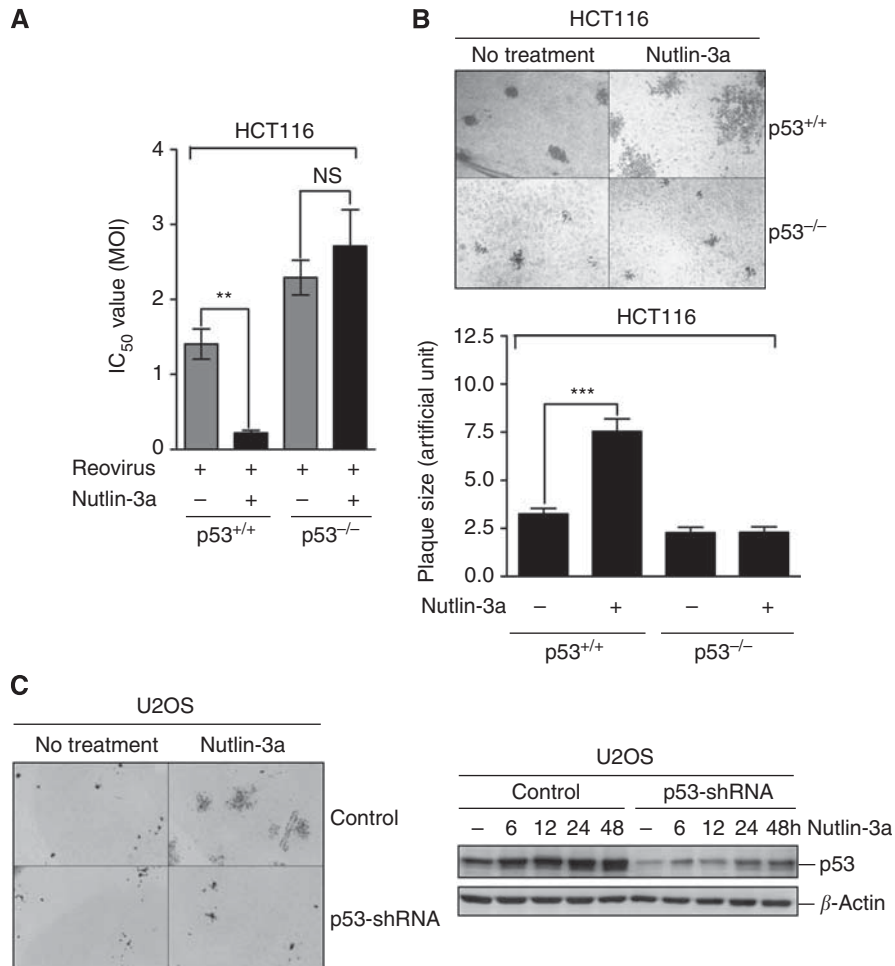 A
HCT116
4
3
2
1
0
IC50 value (MOI)
**
NS
Reovirus + + + +
Nutlin-3a – + – +
p53+/+ p53–/–
B
HCT116
No treatment Nutlin-3a
p53+/+
p53–/–
HCT116
12.5
10.0
7.5
5.0
2.5
0.0
Plaque size (artificial unit)
***
Nutlin-3a – + – +
p53+/+ p53–/–
C
U2OS
No treatment Nutlin-3a
Control
p53-shRNA
U2OS
Control p53-shRNA
– 6 12 24 48 – 6 12 24 48h Nutlin-3a
p53
β-Actin